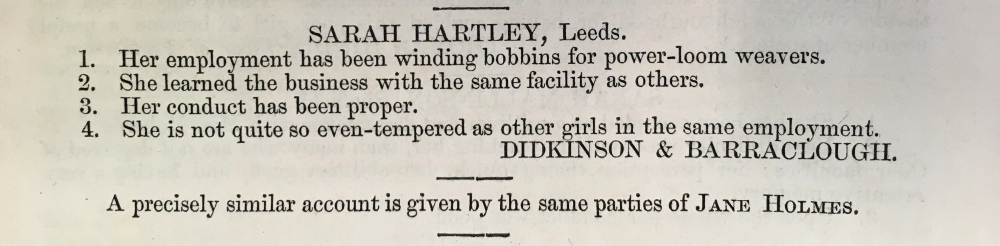 SARAH HARTLEY, Leeds.
1. Her employment has been winding bobbins for power-loom weavers.
2. She learned the business with the same facility as others.
3. Her conduct has been proper.
4. She is not quite so even-tempered as other girls in the same employment.
DIDKINSON & BARRACLOUGH.
A precisely similar account is given by the same parties of JANE HOLMES.